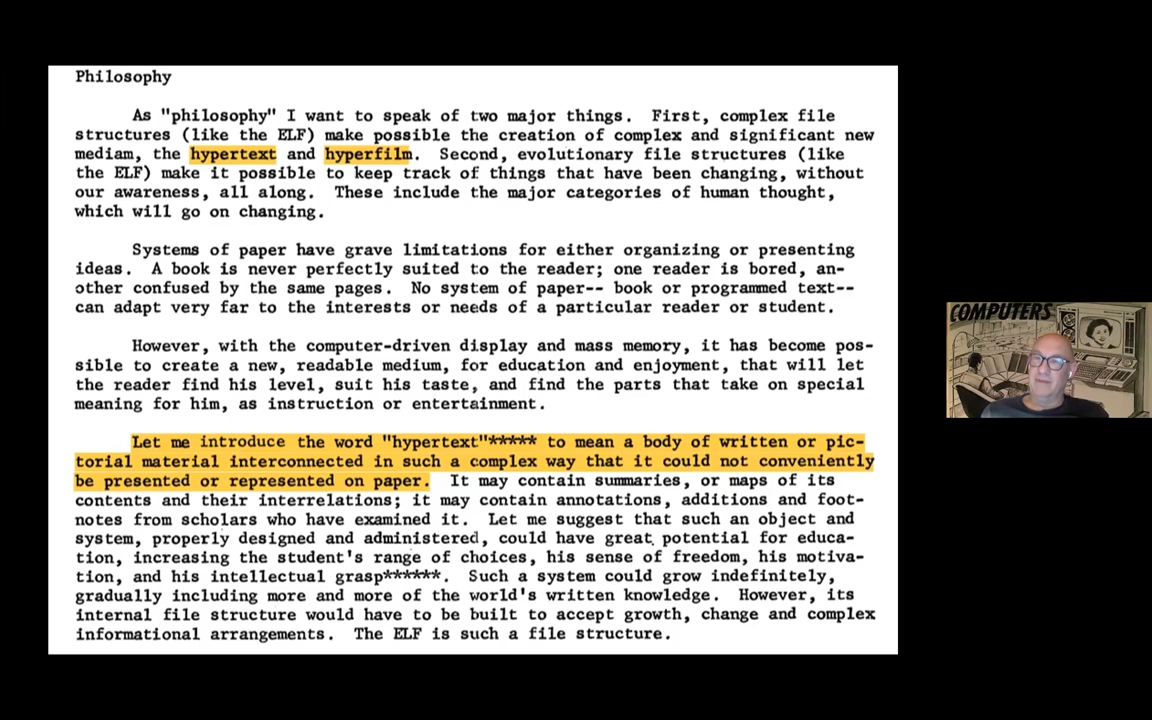 Philosophy
As "philosophy" I want to speak of two major things. First, complex file
structures (like the ELF) make possible the creation of complex and significant new
mediam, the hypertext and hyperfilm. Second, evolutionary file structures (like
the ELF) make it possible to keep track of things that have been changing, without
our awareness, all along. These include the major categories of human thought,
which will go on changing.
Systems of paper have grave limitations for either organizing or presenting
ideas. A book is never perfectly suited to the reader; one reader is bored, an-
other confused by the same pages. No system of paper-- book or programmed text--
can adapt very far to the interests or needs of a particular reader or student.
However, with the computer-driven display and mass memory, it has become pos-
sible to create a new, readable medium, for education and enjoyment, that will let
the reader find his level, suit his taste, and find the parts that take on special
meaning for him, as instruction or entertainment.
Let me introduce the word "hypertext"***** to mean a body of written or pic-
torial material interconnected in such a complex way that it could not conveniently
be presented or represented on paper. It may contain summaries, or maps of its
contents and their interrelations; it may contain annotations, additions and foot-
notes from scholars who have examined it. Let me suggest that such an object and
system, properly designed and administered, could have great potential for educa-
tion, increasing the student's range of choices, his sense of freedom, his motiva-
tion, and his intellectual grasp******. Such a system could grow indefinitely,
gradually including more and more of the world's written knowledge. However, its
internal file structure would have to be built to accept growth, change and complex
informational arrangements. The ELF is such a file structure.
COMPUTERS